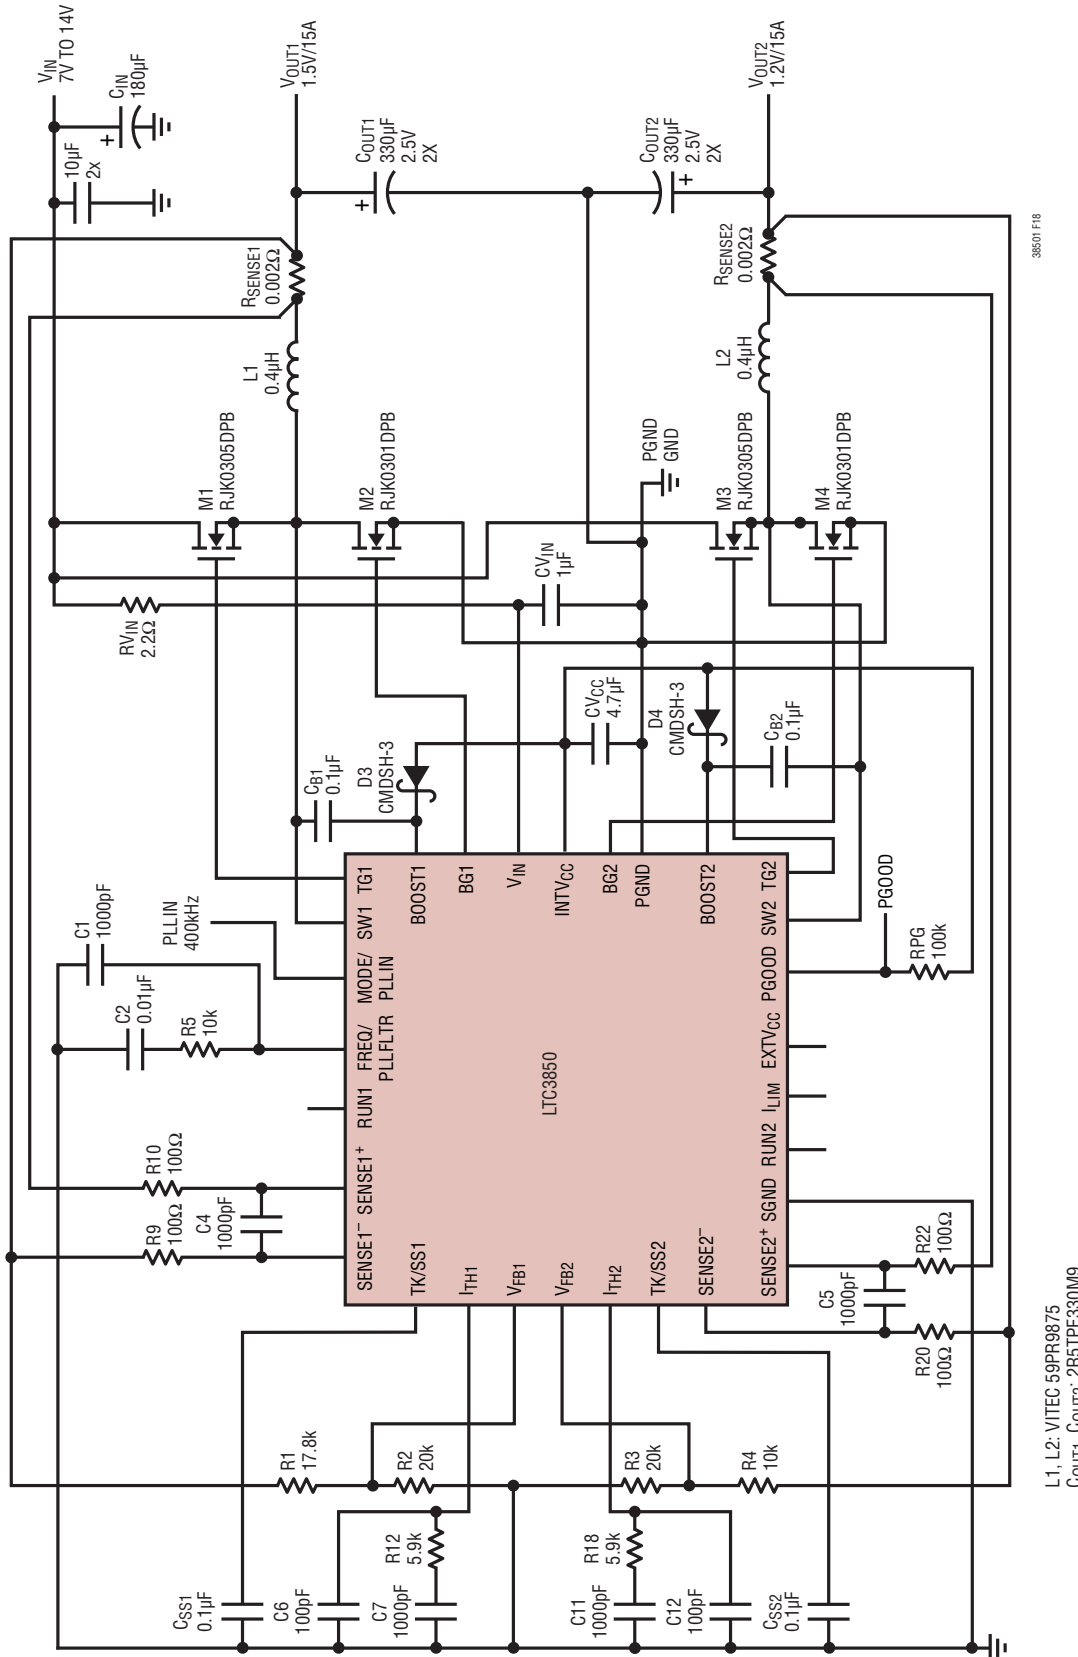 VIN
7V TO 14V
CIN
180µF
+
10µF
2x
VOUT1
1.5V/15A
COUT1
330µF
2.5V
2X
+
COUT2
330µF
2.5V
2X
+
VOUT2
1.2V/15A
RSENSE1
0.002Ω
RSENSE2
0.002Ω
38501 F18
L1
0.4µH
L2
0.4µH
M1
RJK0305DPB
M2
RJK0301DPB
PGND
GND
M3
RJK0305DPB
M4
RJK0301DPB
RVIN
2.2Ω
CVIN
1µF
CB1
0.1µF
D3
CMDSH-3
CVCC
4.7µF
D4
CMDSH-3
CB2
0.1µF
C1
1000pF
PLLIN
400kHz
C2
0.01µF
R5
10k
R10
100Ω
R9
100Ω
C4
1000pF
SENSE1–
SENSE1+
RUN1
FREQ/
PLLFLTR
MODE/
PLLIN
SW1
TG1
BOOST1
BG1
VIN
INTVCC
BG2
PGND
BOOST2
TK/SS1
ITH1
VFB1
VFB2
ITH2
TK/SS2
SENSE2–
LTC3850
SENSE2+
SGND
RUN2
ILIM
EXTVCC
PGOOD
SW2
TG2
PGOOD
RPG
100k
C5
1000pF
R22
100Ω
R20
100Ω
R1
17.8k
R2
20k
R3
20k
R4
10k
CSS1
0.1µF
C6
100pF
R12
5.9k
C7
1000pF
R18
5.9k
C11
1000pF
C12
100pF
CSS2
0.1µF
L1, L2: VITEC 59PR9875
COUT1, COUT2: 2R5TPE330M9